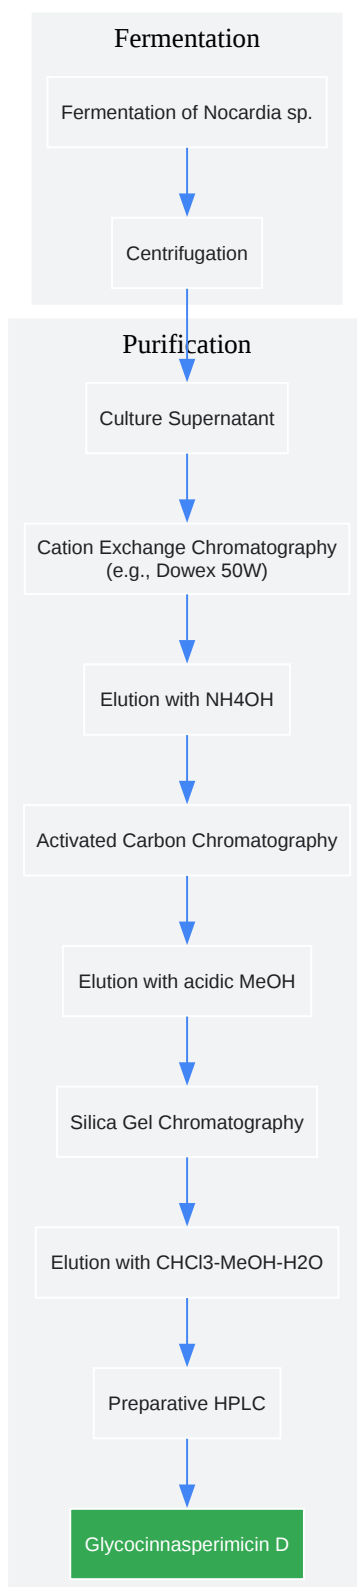 Fermentation
Fermentation of Nocardia sp.
Centrifugation
Purification
Culture Supernatant
Cation Exchange Chromatography
(e.g., Dowex 50W)
Elution with NH4OH
Activated Carbon Chromatography
Elution with acidic MeOH
Silica Gel Chromatography
Elution with CHCl3-MeOH-H2O
Preparative HPLC
Glycocinnasperimicin D